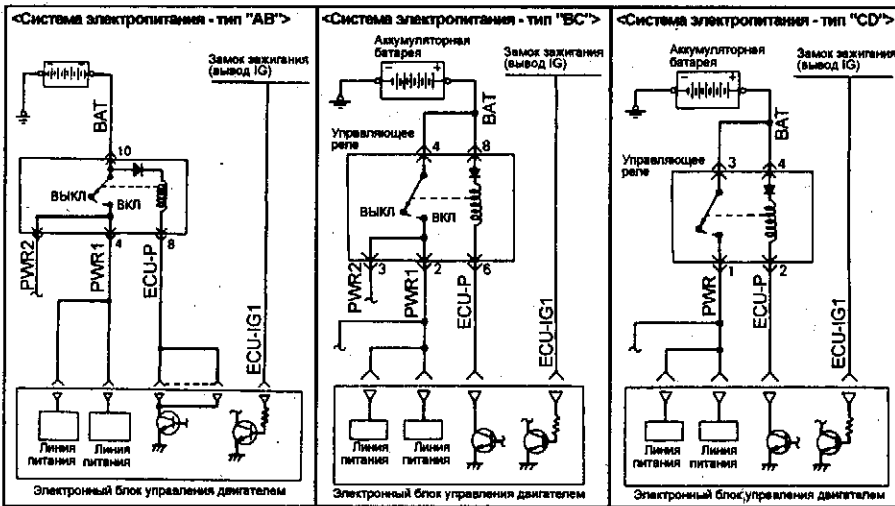 <Система электропитания - тип "АВ">
Замок зажигания
(вывод IG)
− +
BAT
10
ВЫКЛ
ВКЛ
4
8
PWR2
PWR1
ECU-P
ECU-IG1
Линия
питания
Линия
питания
Электронный блок управления двигателем
<Система электропитания - тип "ВС">
Аккумуляторная
батарея
Замок зажигания
(вывод IG)
− +
BAT
Управляющее
реле
4
8
ВЫКЛ
ВКЛ
3
2
6
PWR2
PWR1
ECU-P
ECU-IG1
Линия
питания
Линия
питания
Электронный блок управления двигателем
<Система электропитания - тип "CD">
Аккумуляторная
батарея
Замок зажигания
(вывод IG)
− +
BAT
Управляющее
реле
3
4
1
2
PWR
ECU-P
ECU-IG1
Линия
питания
Линия
питания
Электронный блок управления двигателем